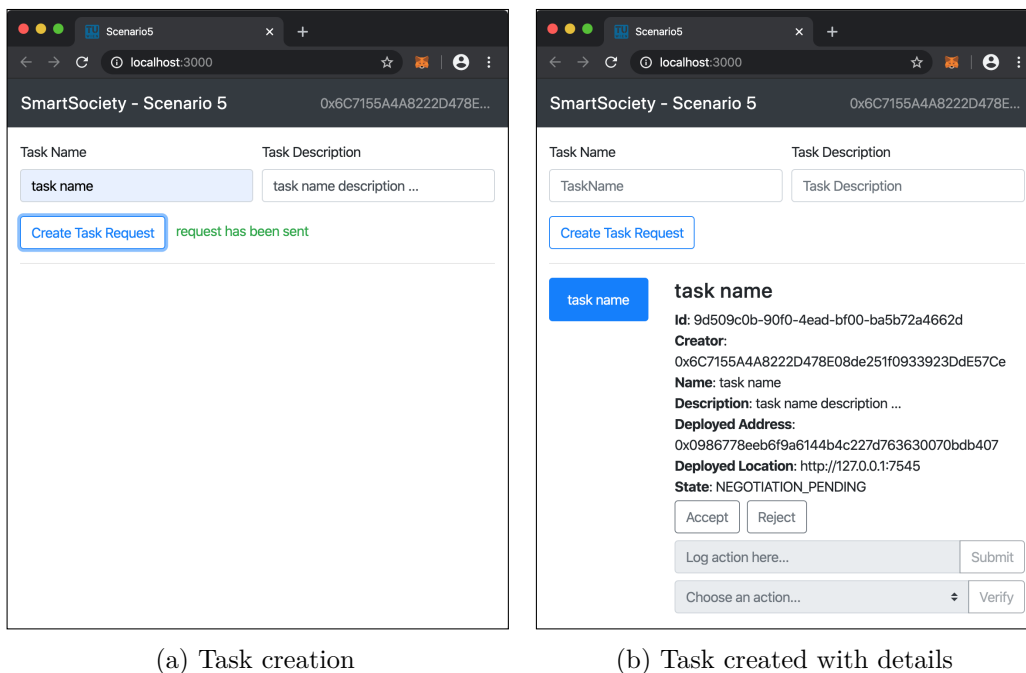 Scenario5
localhost:3000
SmartSociety - Scenario 5 0x6C7155A4A8222D478E...
Task Name Task Description
task name task name description ...
Create Task Request request has been sent
(a) Task creation
Scenario5
localhost:3000
SmartSociety - Scenario 5 0x6C7155A4A8222D478E...
Task Name Task Description
TaskName Task Description
Create Task Request
task name
task name
Id: 9d509c0b-90f0-4ead-bf00-ba5b72a4662d
Creator:
0x6C7155A4A8222D478E08de251f0933923DdE57Ce
Name: task name
Description: task name description ...
Deployed Address:
0x0986778eeb6f9a6144b4c227d763630070bdb407
Deployed Location: http://127.0.0.1:7545
State: NEGOTIATION_PENDING
Accept Reject
Log action here... Submit
Choose an action... Verify
(b) Task created with details